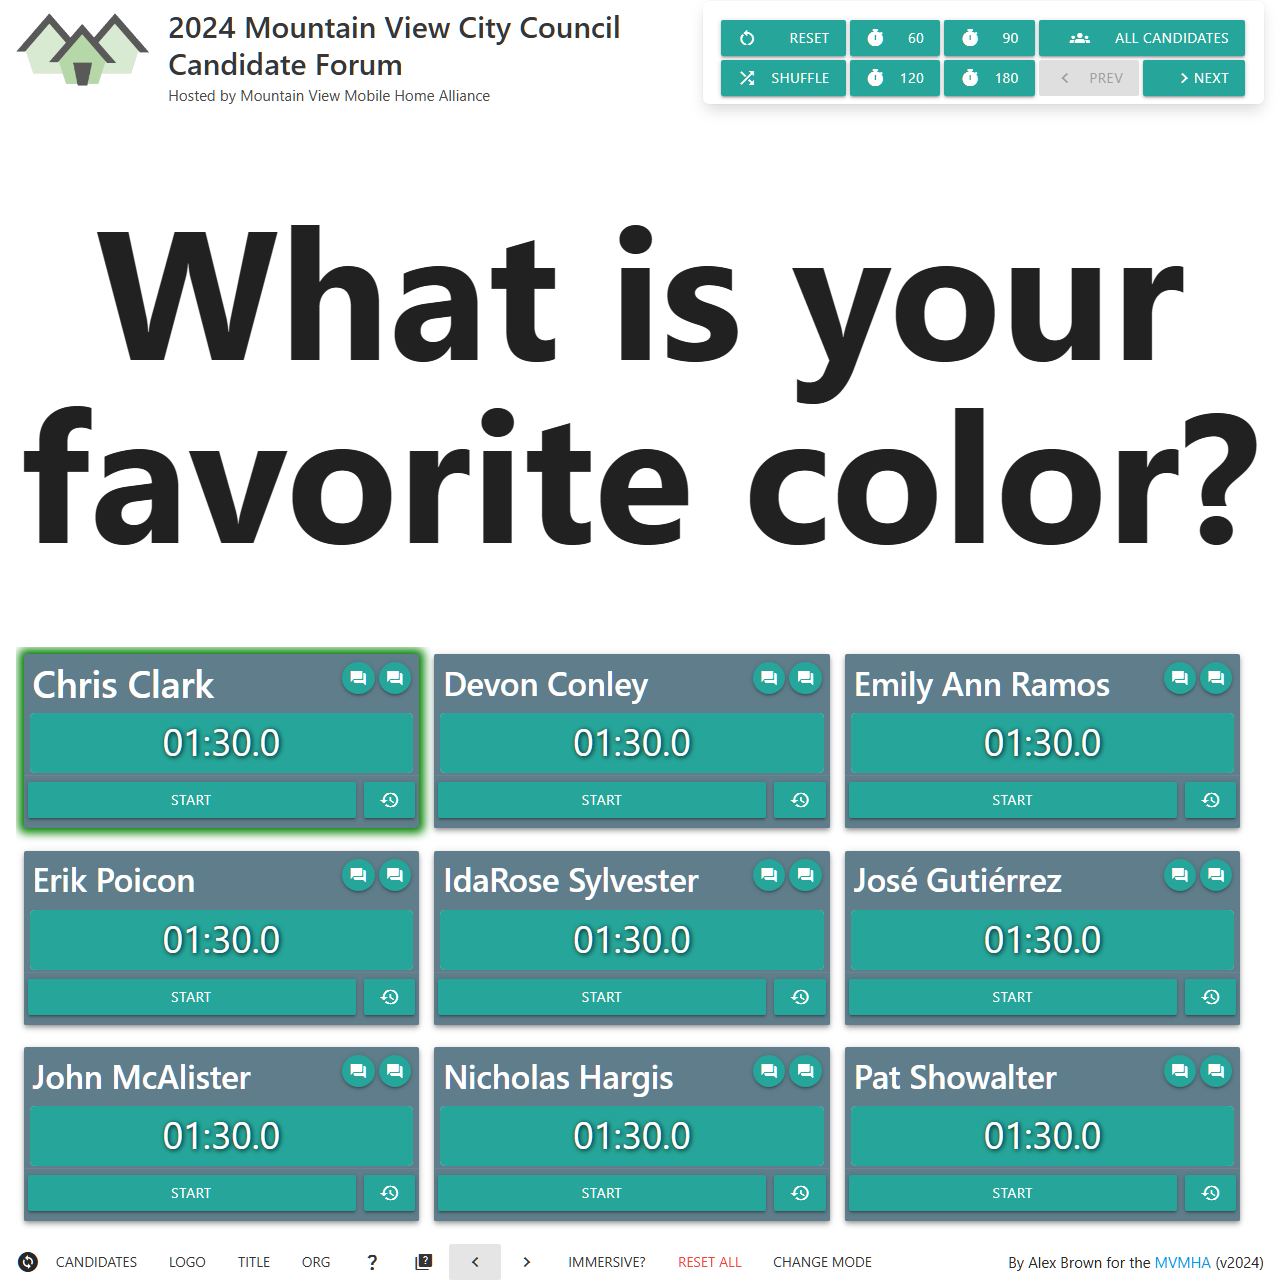 2024 Mountain View City Council
Candidate Forum
Hosted by Mountain View Mobile Home Alliance
RESET 60 90 ALL CANDIDATES
SHUFFLE 120 180 PREV NEXT
What is your
favorite color?
Chris Clark Devon Conley Emily Ann Ramos
01:30.0 01:30.0 01:30.0
START START START
Erik Poicon IdaRose Sylvester José Gutiérrez
01:30.0 01:30.0 01:30.0
START START START
John McAlister Nicholas Hargis Pat Showalter
01:30.0 01:30.0 01:30.0
START START START
CANDIDATES LOGO TITLE ORG ? IMMERSIVE? RESET ALL CHANGE MODE By Alex Brown for the MVMHA (v2024)